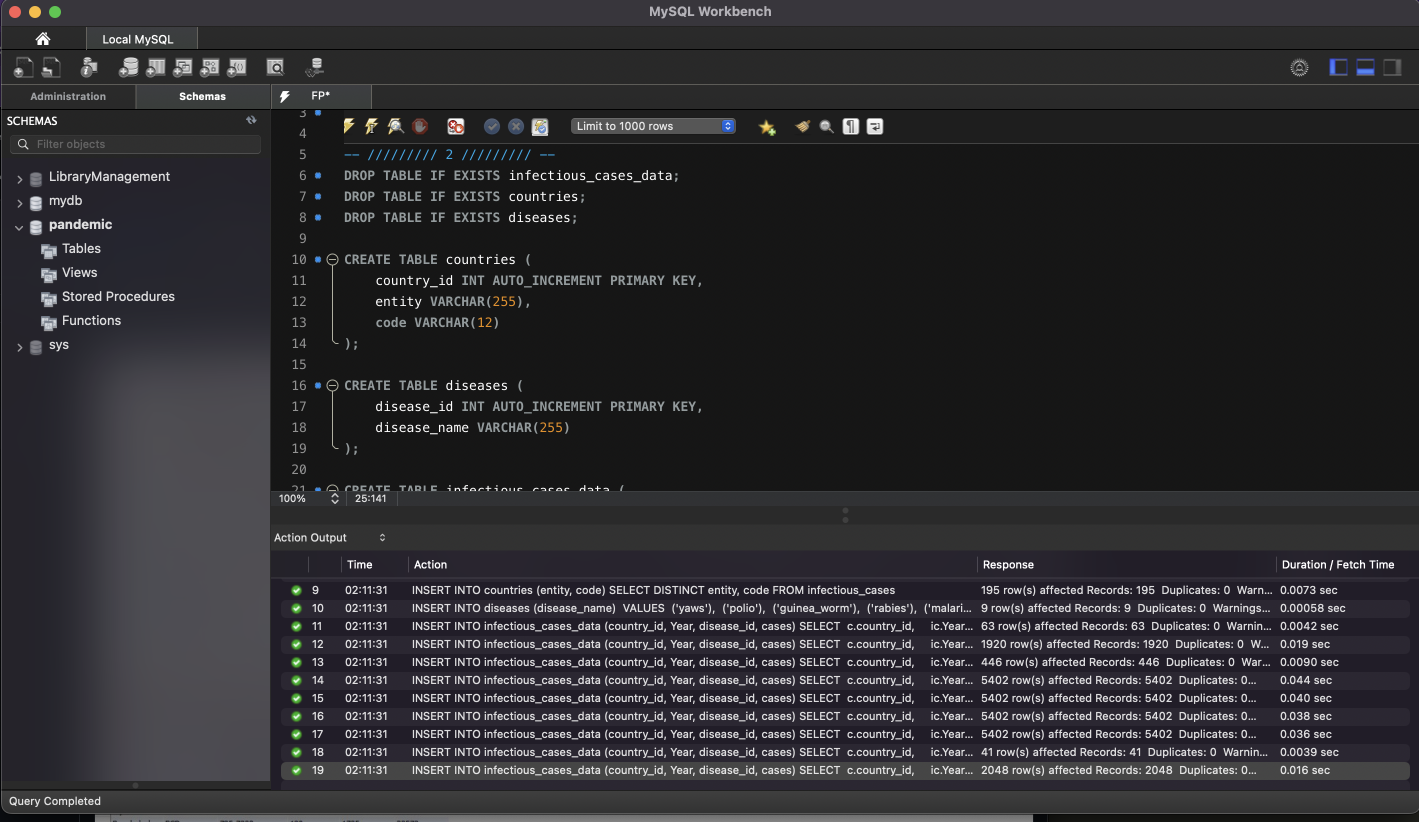 MySQL Workbench
Local MySQL
Administration
Schemas
FP*
SCHEMAS
Filter objects
LibraryManagement
mydb
pandemic
Tables
Views
Stored Procedures
Functions
sys
Limit to 1000 rows
3
4
5 -- ///////// 2 ///////// --
6 DROP TABLE IF EXISTS infectious_cases_data;
7 DROP TABLE IF EXISTS countries;
8 DROP TABLE IF EXISTS diseases;
9
10 CREATE TABLE countries (
11 country_id INT AUTO_INCREMENT PRIMARY KEY,
12 entity VARCHAR(255),
13 code VARCHAR(12)
14 );
15
16 CREATE TABLE diseases (
17 disease_id INT AUTO_INCREMENT PRIMARY KEY,
18 disease_name VARCHAR(255)
19 );
20
21 CREATE TABLE infectious_cases_data (
100% 25:141
Action Output
Time Action Response Duration / Fetch Time
9 02:11:31 INSERT INTO countries (entity, code) SELECT DISTINCT entity, code FROM infectious_cases 195 row(s) affected Records: 195 Duplicates: 0 Warn... 0.0073 sec
10 02:11:31 INSERT INTO diseases (disease_name) VALUES ('yaws'), ('polio'), ('guinea_worm'), ('rabies'), ('malari... 9 row(s) affected Records: 9 Duplicates: 0 Warnings... 0.00058 sec
11 02:11:31 INSERT INTO infectious_cases_data (country_id, Year, disease_id, cases) SELECT c.country_id, ic.Year... 63 row(s) affected Records: 63 Duplicates: 0 Warnin... 0.0042 sec
12 02:11:31 INSERT INTO infectious_cases_data (country_id, Year, disease_id, cases) SELECT c.country_id, ic.Year... 1920 row(s) affected Records: 1920 Duplicates: 0... 0.019 sec
13 02:11:31 INSERT INTO infectious_cases_data (country_id, Year, disease_id, cases) SELECT c.country_id, ic.Year... 446 row(s) affected Records: 446 Duplicates: 0 War... 0.0090 sec
14 02:11:31 INSERT INTO infectious_cases_data (country_id, Year, disease_id, cases) SELECT c.country_id, ic.Year... 5402 row(s) affected Records: 5402 Duplicates: 0... 0.044 sec
15 02:11:31 INSERT INTO infectious_cases_data (country_id, Year, disease_id, cases) SELECT c.country_id, ic.Year... 5402 row(s) affected Records: 5402 Duplicates: 0... 0.040 sec
16 02:11:31 INSERT INTO infectious_cases_data (country_id, Year, disease_id, cases) SELECT c.country_id, ic.Year... 5402 row(s) affected Records: 5402 Duplicates: 0... 0.038 sec
17 02:11:31 INSERT INTO infectious_cases_data (country_id, Year, disease_id, cases) SELECT c.country_id, ic.Year... 5402 row(s) affected Records: 5402 Duplicates: 0... 0.036 sec
18 02:11:31 INSERT INTO infectious_cases_data (country_id, Year, disease_id, cases) SELECT c.country_id, ic.Year... 41 row(s) affected Records: 41 Duplicates: 0 Warnin... 0.0039 sec
19 02:11:31 INSERT INTO infectious_cases_data (country_id, Year, disease_id, cases) SELECT c.country_id, ic.Year... 2048 row(s) affected Records: 2048 Duplicates: 0... 0.016 sec
Query Completed